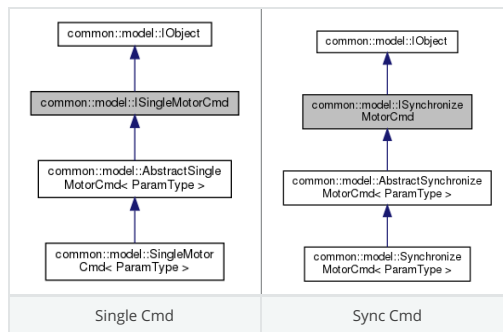 common::model::IObject
common::model::ISingleMotorCmd
common::model::AbstractSingle
MotorCmd< ParamType >
common::model::SingleMotor
Cmd< ParamType >
Single Cmd
common::model::IObject
common::model::ISynchronize
MotorCmd
common::model::AbstractSynchronize
MotorCmd< ParamType >
common::model::Synchronize
MotorCmd< ParamType >
Sync Cmd